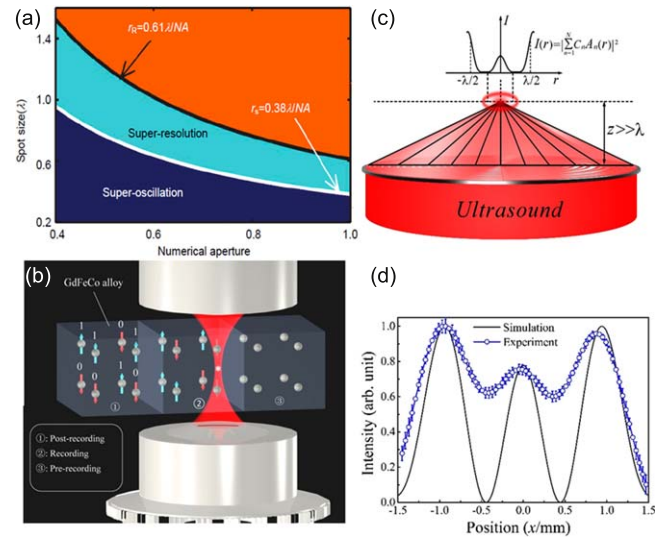 (a)
1.4
1.0
0.6
0.2
Spot size(λ)
r_R=0.61λ/NA
Super-resolution
r_s=0.38λ/NA
Super-oscillation
0.4
0.6
0.8
1.0
Numerical aperture
(b)
GdFeCo alloy
1
1
0
1
0
0
1
0
①
②
③
①: Post-recording
②: Recording
③: Pre-recording
(c)
I
I(r)=|∑C_nA_n(r)|²
N
n=1
-λ/2
λ/2
r
z>>λ
Ultrasound
(d)
Intensity (arb. unit)
1.0
0.8
0.6
0.4
0.2
0.0
Simulation
Experiment
-1.5
-1.0
-0.5
0.0
0.5
1.0
1.5
Position (x/mm)